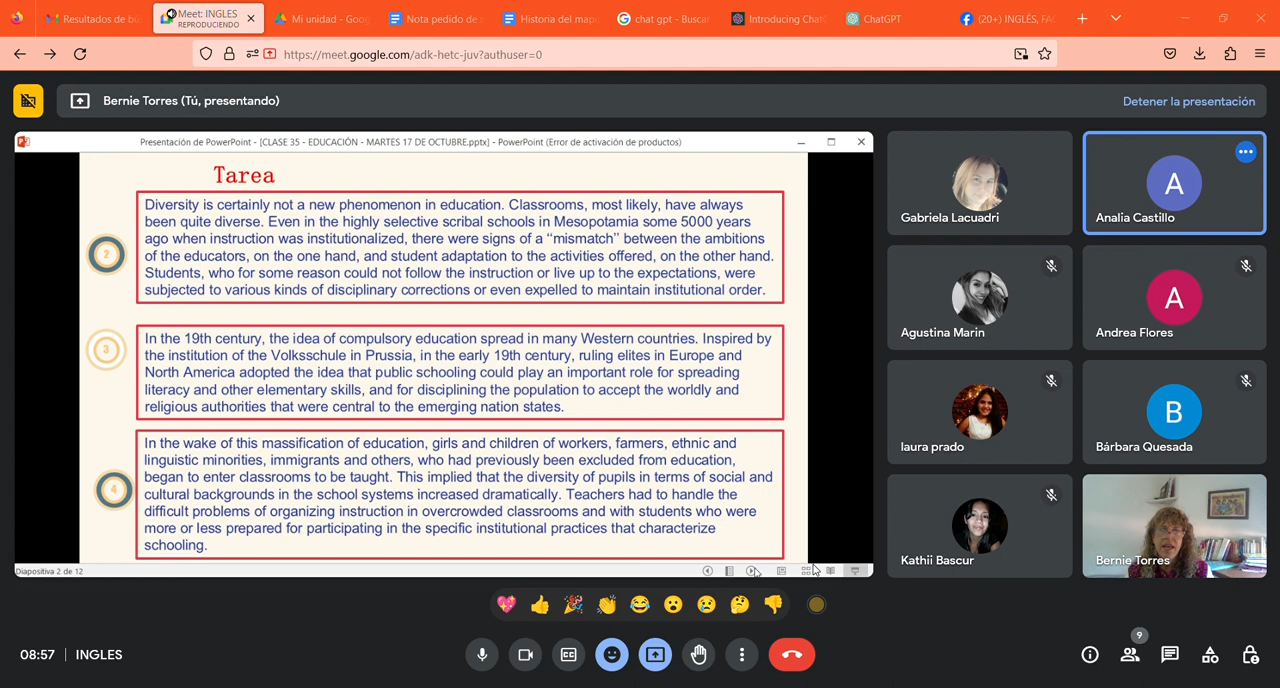 Resultados de bús
Meet: INGLES
REPRODUCIENDO
Mi unidad - Goog
Nota pedido de
Historia del map
chat gpt - Buscar
Introducing Chat
ChatGPT
(20+) INGLÉS, FAC
https://meet.google.com/adk-hetc-juv?authuser=0
Bernie Torres (Tú, presentando)
Detener la presentación
Presentación de PowerPoint - [CLASE 35 - EDUCACIÓN - MARTES 17 DE OCTUBRE.pptx] - PowerPoint (Error de activación de productos)
Tarea
2
Diversity is certainly not a new phenomenon in education. Classrooms, most likely, have always
been quite diverse. Even in the highly selective scribal schools in Mesopotamia some 5000 years
ago when instruction was institutionalized, there were signs of a ‘‘mismatch’’ between the ambitions
of the educators, on the one hand, and student adaptation to the activities offered, on the other hand.
Students, who for some reason could not follow the instruction or live up to the expectations, were
subjected to various kinds of disciplinary corrections or even expelled to maintain institutional order.
3
In the 19th century, the idea of compulsory education spread in many Western countries. Inspired by
the institution of the Volksschule in Prussia, in the early 19th century, ruling elites in Europe and
North America adopted the idea that public schooling could play an important role for spreading
literacy and other elementary skills, and for disciplining the population to accept the worldly and
religious authorities that were central to the emerging nation states.
4
In the wake of this massification of education, girls and children of workers, farmers, ethnic and
linguistic minorities, immigrants and others, who had previously been excluded from education,
began to enter classrooms to be taught. This implied that the diversity of pupils in terms of social and
cultural backgrounds in the school systems increased dramatically. Teachers had to handle the
difficult problems of organizing instruction in overcrowded classrooms and with students who were
more or less prepared for participating in the specific institutional practices that characterize
schooling.
Diapositiva 2 de 12
Gabriela Lacuadri
A
Analia Castillo
Agustina Marin
A
Andrea Flores
laura prado
B
Bárbara Quesada
Kathii Bascur
Bernie Torres
08:57
INGLES
9